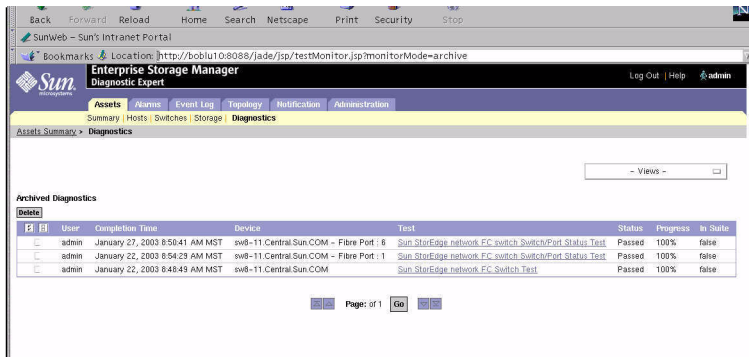 Back Forward Reload Home Search Netscape Print Security Stop
SunWeb - Sun's Intranet Portal
Bookmarks Location: http://boblu10:8088/jade/jsp/testMonitor.jsp?monitorMode=archive
Sun microsystems
Enterprise Storage Manager
Diagnostic Expert
Log Out | Help admin
Assets Alarms Event Log Topology Notification Administration
Summary | Hosts | Switches | Storage | Diagnostics
Assets Summary > Diagnostics
- Views -
Archived Diagnostics
Delete
User Completion Time Device Test Status Progress In Suite
admin January 27, 2003 8:50:41 AM MST sw8-11.Central.Sun.COM - Fibre Port : 6 Sun StorEdge network FC switch Switch/Port Status Test Passed 100% false
admin January 22, 2003 8:54:29 AM MST sw8-11.Central.Sun.COM - Fibre Port : 1 Sun StorEdge network FC switch Switch/Port Status Test Passed 100% false
admin January 22, 2003 8:48:49 AM MST sw8-11.Central.Sun.COM Sun StorEdge network FC Switch Test Passed 100% false
Page: of 1 Go